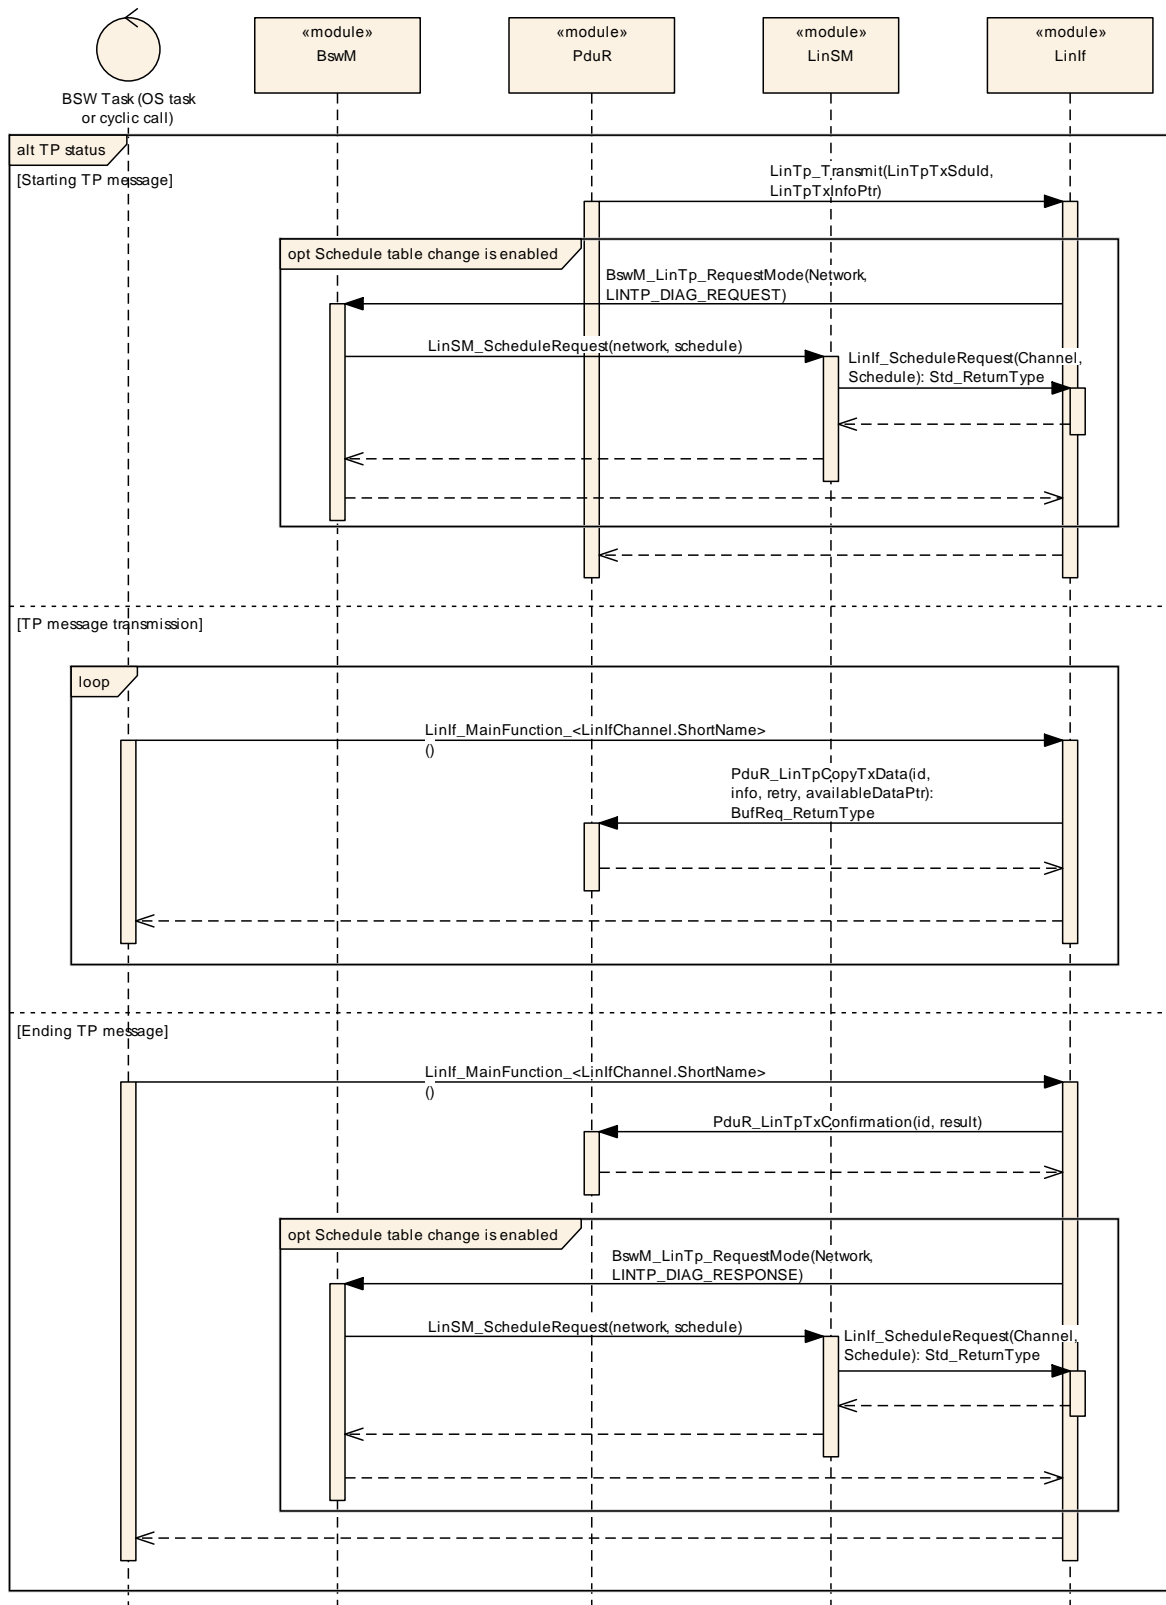 «module»
BswM
«module»
PduR
«module»
LinSM
«module»
LinIf
BSW Task (OS task
or cyclic call)
alt TP status
[Starting TP message]
LinTp_Transmit(LinTpTxSduId,
LinTpTxInfoPtr)
opt Schedule table change is enabled
BswM_LinTp_RequestMode(Network,
LINTP_DIAG_REQUEST)
LinSM_ScheduleRequest(network, schedule)
LinIf_ScheduleRequest(Channel,
Schedule): Std_ReturnType
[TP message transmission]
loop
LinIf_MainFunction_<LinIfChannel.ShortName>
()
PduR_LinTpCopyTxData(id,
info, retry, availableDataPtr):
BufReq_ReturnType
[Ending TP message]
LinIf_MainFunction_<LinIfChannel.ShortName>
()
PduR_LinTpTxConfirmation(id, result)
opt Schedule table change is enabled
BswM_LinTp_RequestMode(Network,
LINTP_DIAG_RESPONSE)
LinSM_ScheduleRequest(network, schedule)
LinIf_ScheduleRequest(Channel,
Schedule): Std_ReturnType